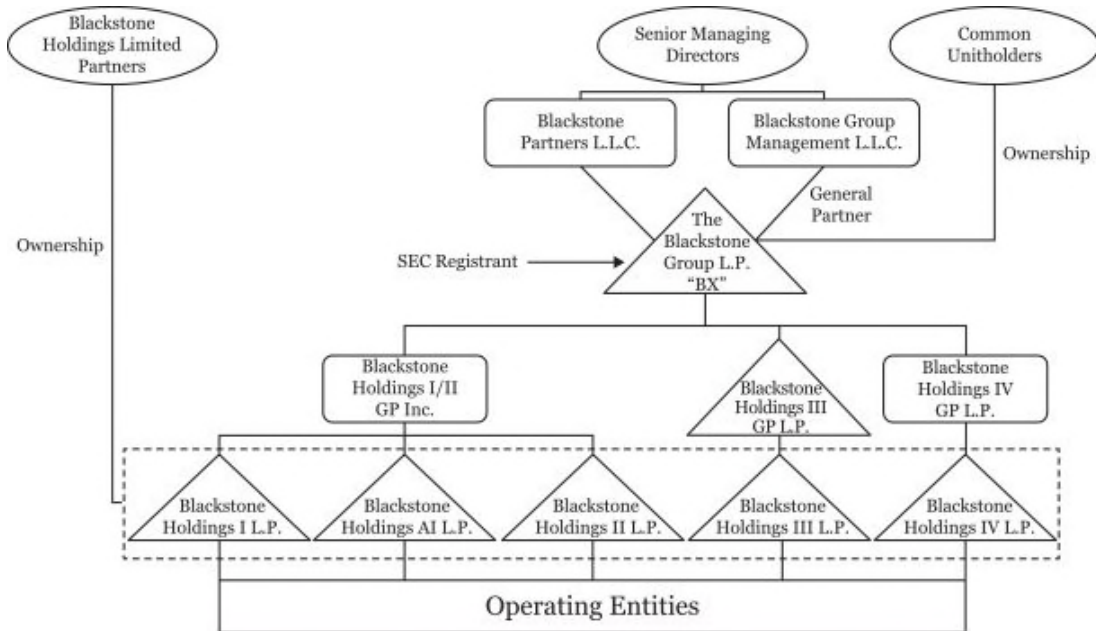 Blackstone
Holdings Limited
Partners
Senior Managing
Directors
Common
Unitholders
Blackstone
Partners L.L.C.
Blackstone Group
Management L.L.C.
Ownership
General
Partner
Ownership
SEC Registrant
The
Blackstone
Group L.P.
“BX”
Blackstone
Holdings I/II
GP Inc.
Blackstone
Holdings III
GP L.P.
Blackstone
Holdings IV
GP L.P.
Blackstone
Holdings I L.P.
Blackstone
Holdings AI L.P.
Blackstone
Holdings II L.P.
Blackstone
Holdings III L.P.
Blackstone
Holdings IV L.P.
Operating Entities